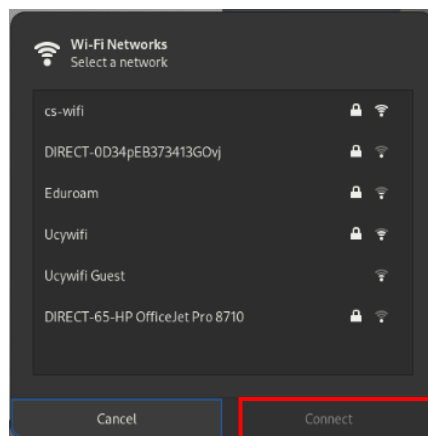 Wi-Fi Networks
Select a network
cs-wifi
DIRECT-0D34pEB373413GOvj
Eduroam
Ucywifi
Ucywifi Guest
DIRECT-65-HP OfficeJet Pro 8710
Cancel
Connect